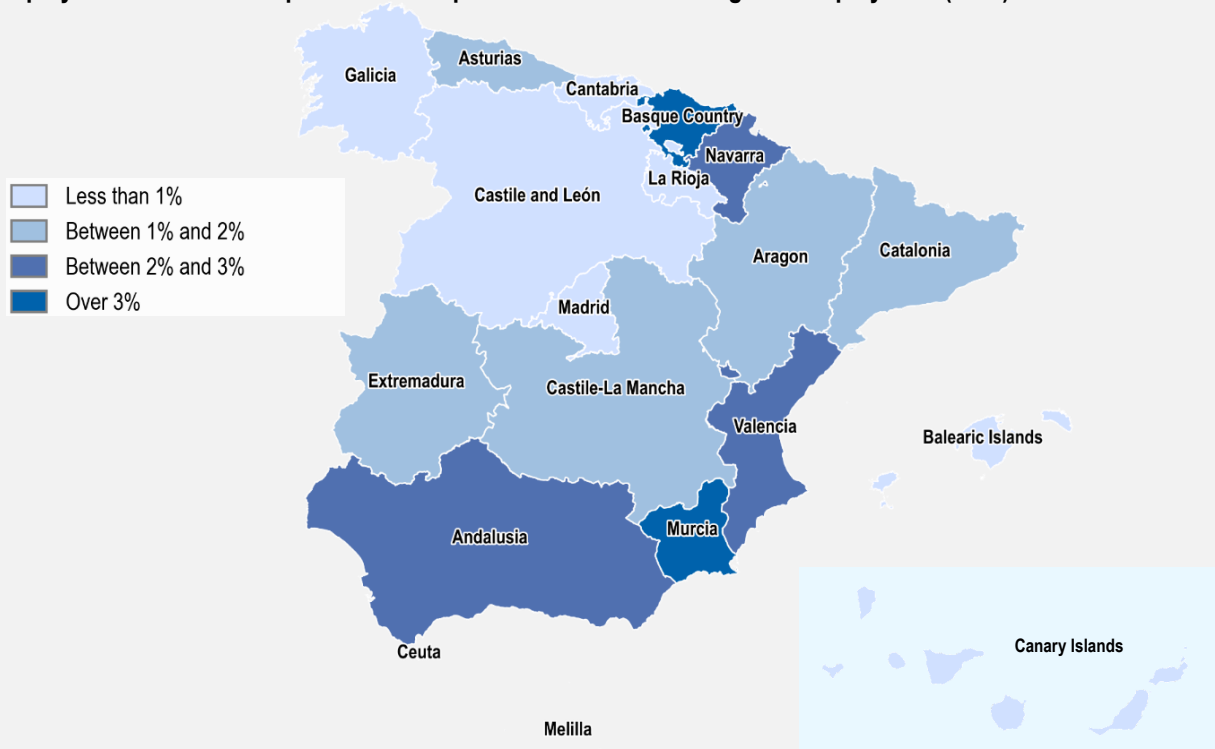 Asturias
Galicia
Cantabria
Basque Country
Navarra
La Rioja
Castile and León
Less than 1%
Between 1% and 2%
Between 2% and 3%
Over 3%
Aragon
Catalonia
Madrid
Extremadura
Castile-La Mancha
Valencia
Balearic Islands
Murcia
Andalusia
Ceuta
Canary Islands
Melilla